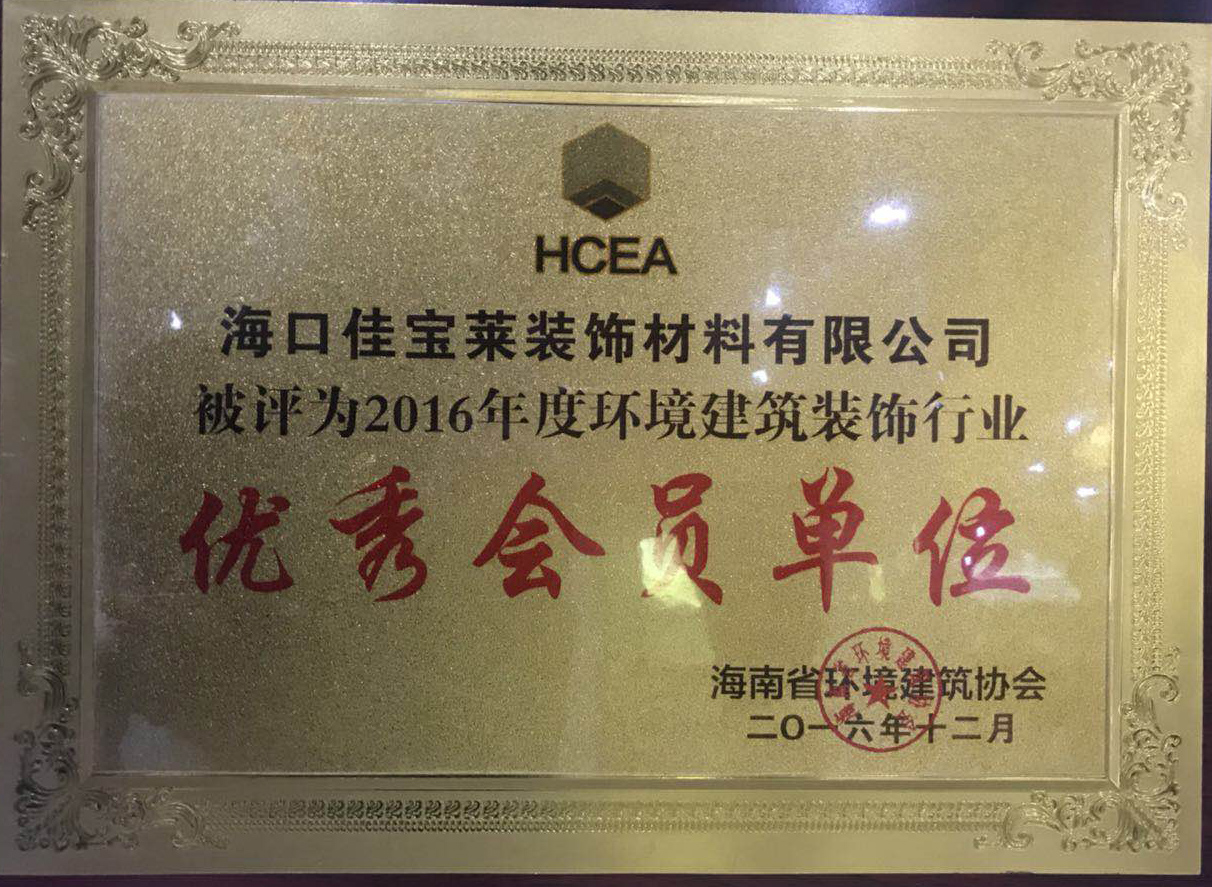 HCEA
海口佳宝莱装饰材料有限公司
被评为2016年度环境建筑装饰行业
优秀会员单位
海南省环境建筑协会
二〇一六年十二月